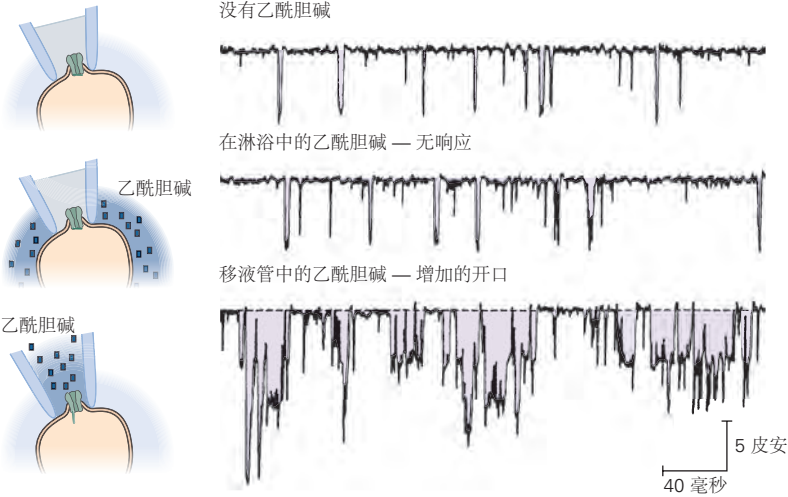 没有乙酰胆碱
在淋浴中的乙酰胆碱 — 无响应
乙酰胆碱
移液管中的乙酰胆碱 — 增加的开口
乙酰胆碱
5 皮安
40 毫秒